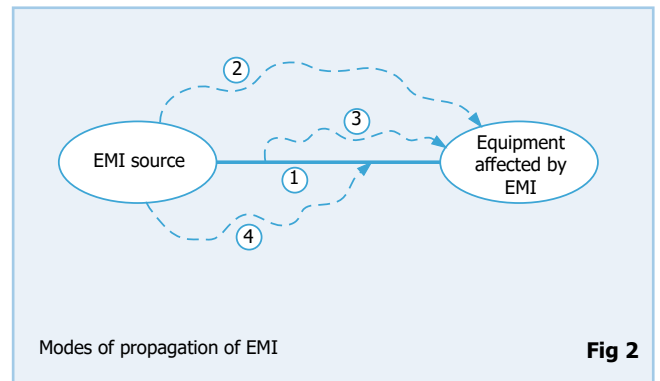 2
3
EMI source
Equipment
affected by
EMI
1
4
Modes of propagation of EMI
Fig 2